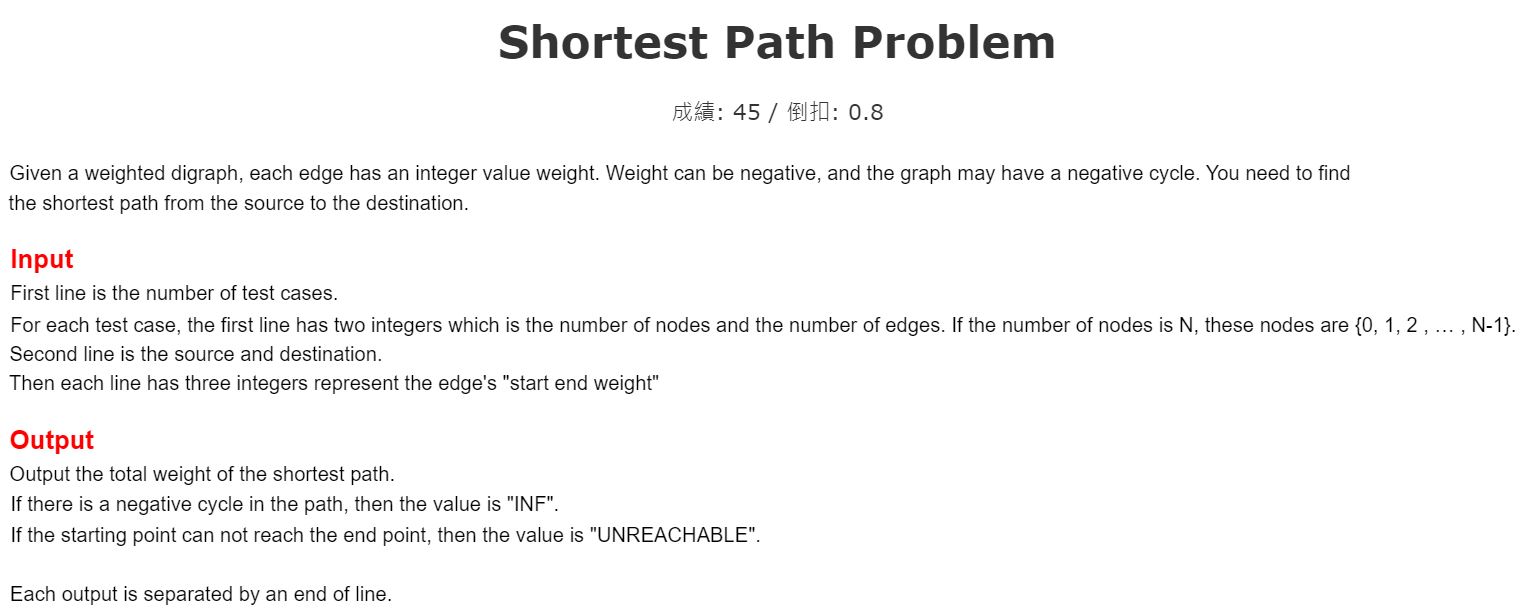 Shortest Path Problem
成績: 45 / 倒扣: 0.8
Given a weighted digraph, each edge has an integer value weight. Weight can be negative, and the graph may have a negative cycle. You need to find
the shortest path from the source to the destination.
Input
First line is the number of test cases.
For each test case, the first line has two integers which is the number of nodes and the number of edges. If the number of nodes is N, these nodes are {0, 1, 2 , … , N-1}.
Second line is the source and destination.
Then each line has three integers represent the edge's "start end weight"
Output
Output the total weight of the shortest path.
If there is a negative cycle in the path, then the value is "INF".
If the starting point can not reach the end point, then the value is "UNREACHABLE".
Each output is separated by an end of line.